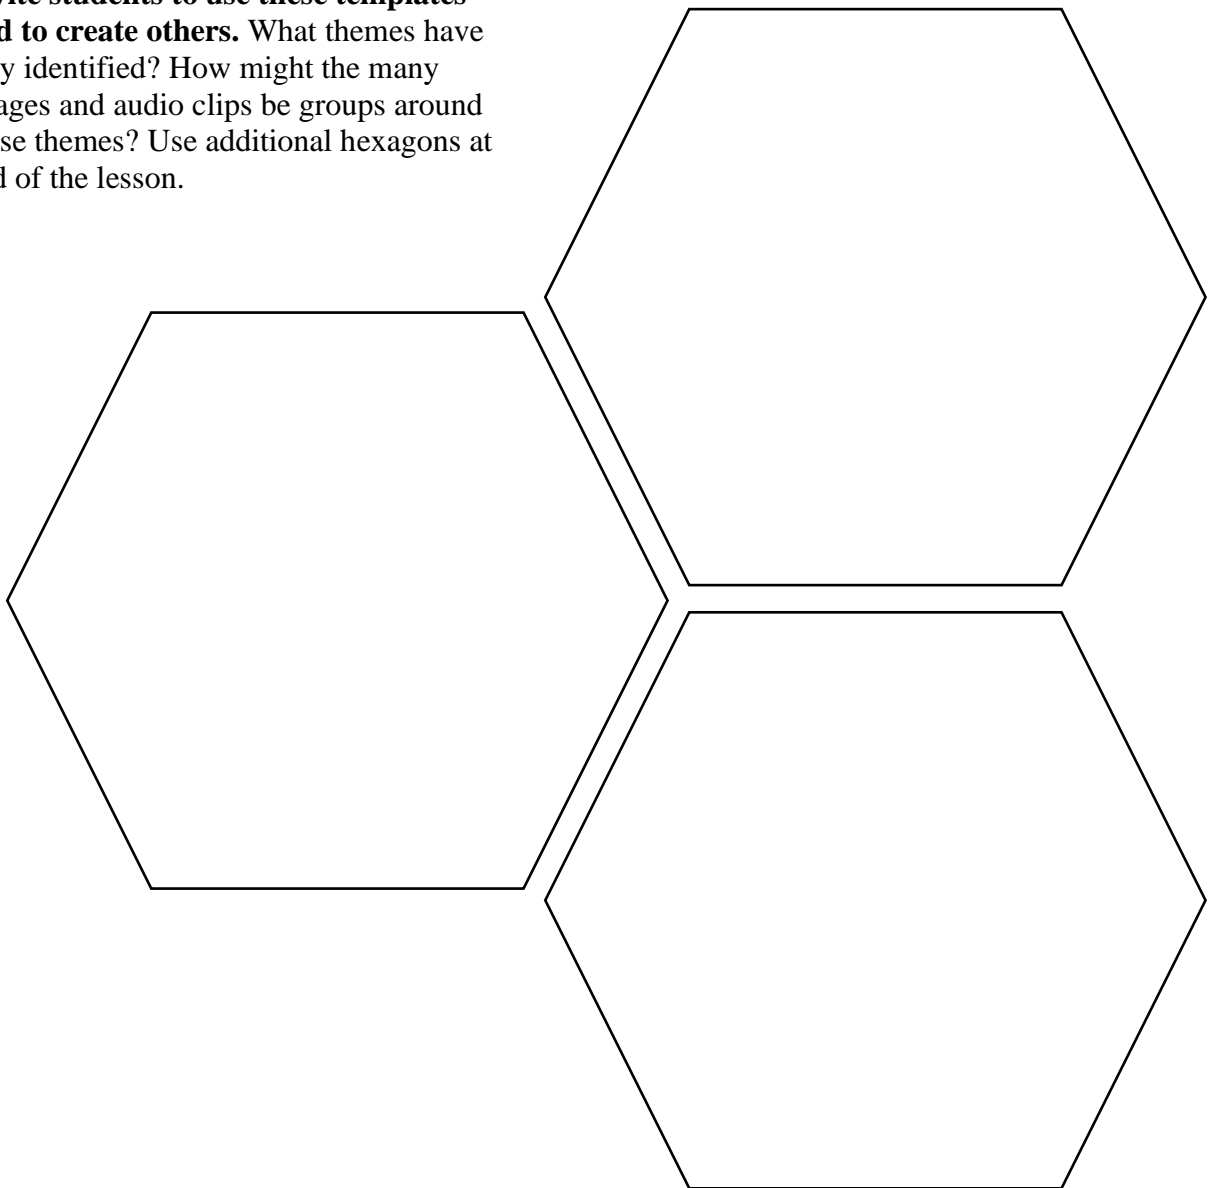 vite students to use these templates
d to create others. What themes have
y identified? How might the many
ages and audio clips be groups around
se themes? Use additional hexagons at
d of the lesson.